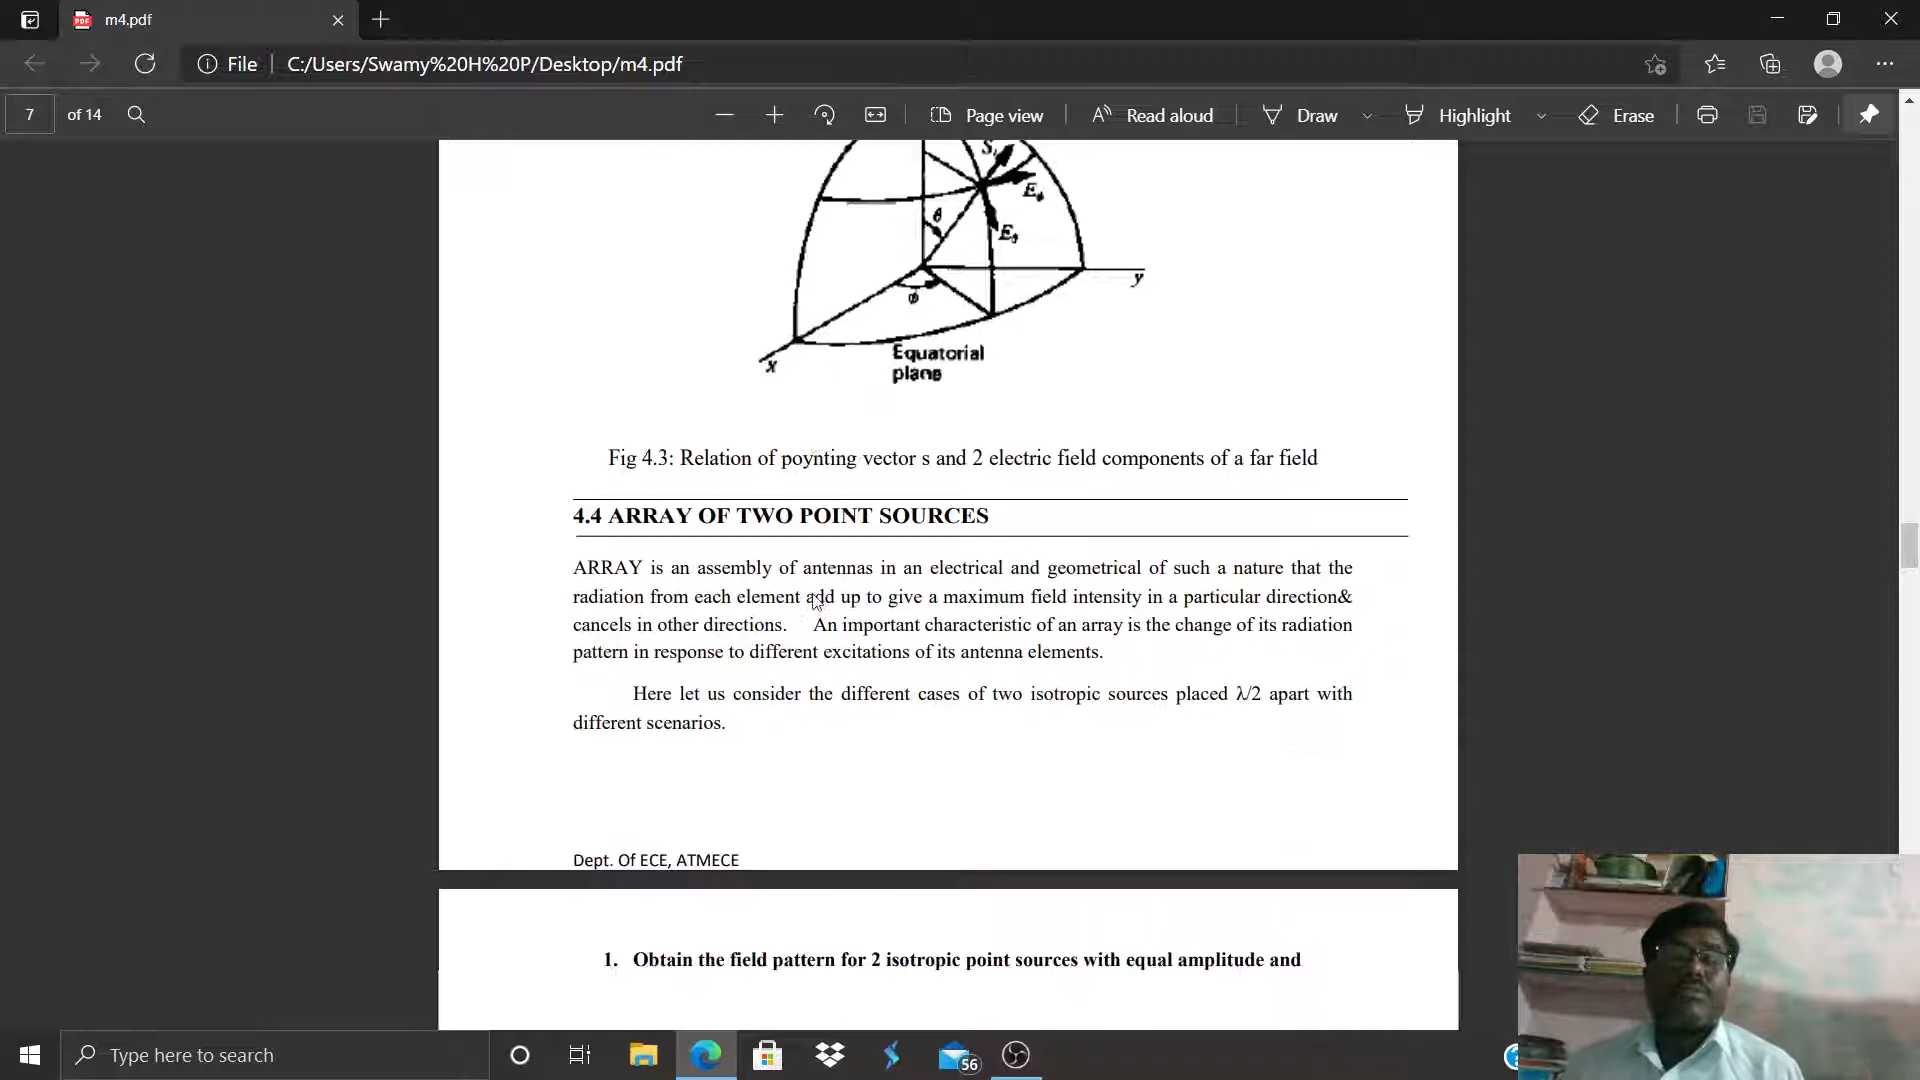 m4.pdf
File
C:/Users/Swamy%20H%20P/Desktop/m4.pdf
7
of 14
Page view
Read aloud
Draw
Highlight
Erase
θ
ϕ
y
x
Equatorial
plane
Fig 4.3: Relation of poynting vector s and 2 electric field components of a far field
4.4 ARRAY OF TWO POINT SOURCES
ARRAY is an assembly of antennas in an electrical and geometrical of such a nature that the
radiation from each element add up to give a maximum field intensity in a particular direction&
cancels in other directions. An important characteristic of an array is the change of its radiation
pattern in response to different excitations of its antenna elements.
Here let us consider the different cases of two isotropic sources placed λ/2 apart with
different scenarios.
Dept. Of ECE, ATMECE
1. Obtain the field pattern for 2 isotropic point sources with equal amplitude and
Type here to search
56